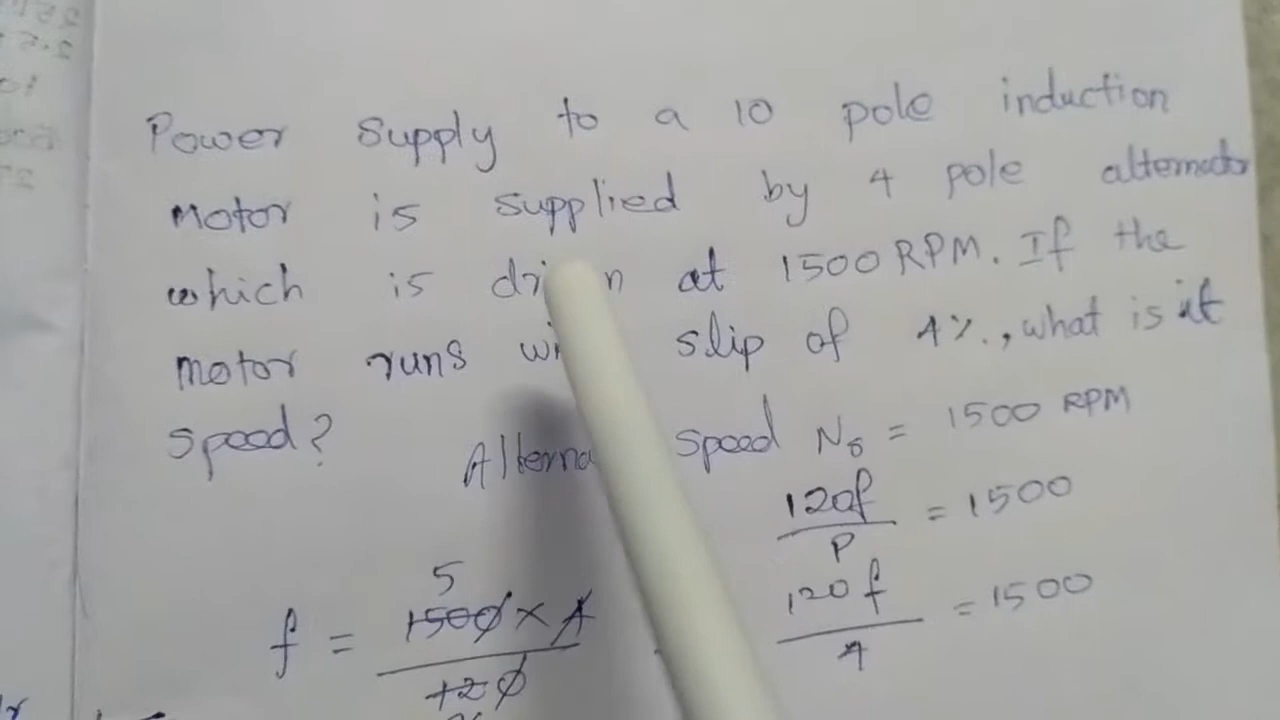 Power supply to a 10 pole induction
Motor is supplied by 4 pole
which is at 1500 RPM. If the
motor runs slip of 4%., what is it
speed?
speed Ns = 1500 RPM
120f/P = 1500
5
f = 1500 × 4 / 120
120f/4 = 1500